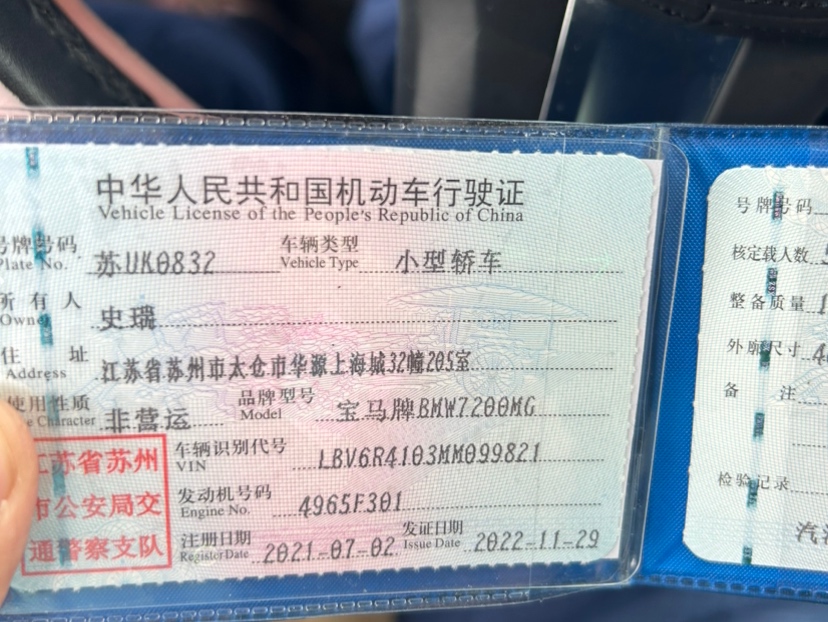 中华人民共和国机动车行驶证
Vehicle License of the People's Republic of China
号牌号码 苏UK0832 车辆类型 小型轿车
Plate No. Vehicle Type
所有人 史瑞
Owner
住址 江苏省苏州市太仓市华源上海城32幢205室
Address
使用性质 非营运 品牌型号 宝马牌BMW7200MG
e Character Model
车辆识别代号 LBV6R4103MM099821
VIN
发动机号码 4965F301
Engine No.
注册日期 2021-07-02 发证日期 2022-11-29
Register Date Issue Date
江苏省苏州
市公安局交
通警察支队
号牌号码
核定载人数
整备质量
外廓尺寸
备注
检验记录